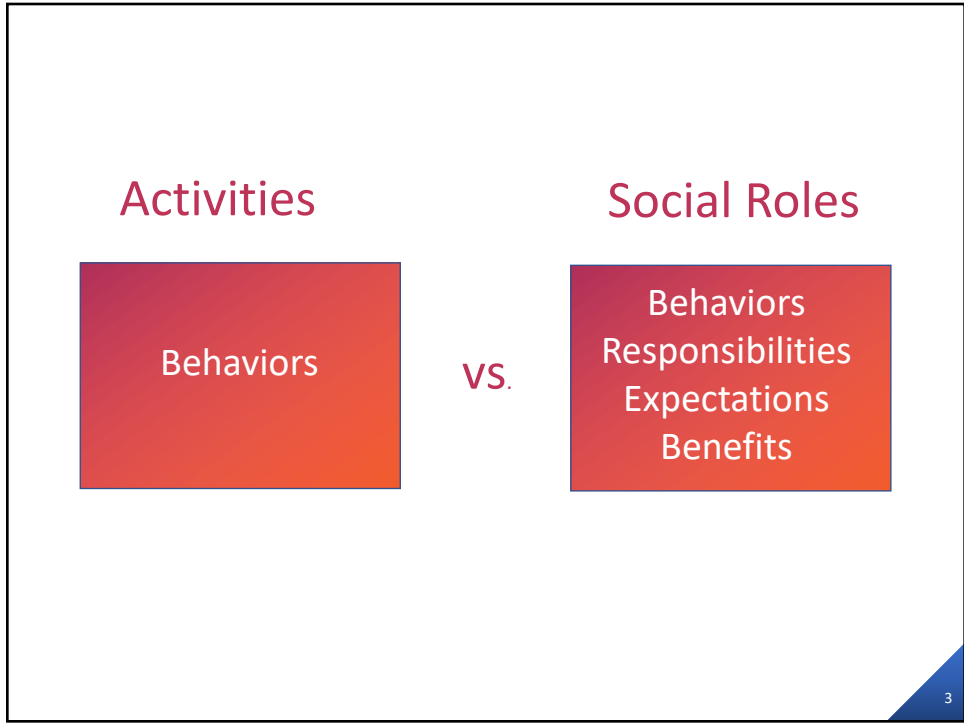 Activities
Behaviors
vs.
Social Roles
Behaviors
Responsibilities
Expectations
Benefits
3